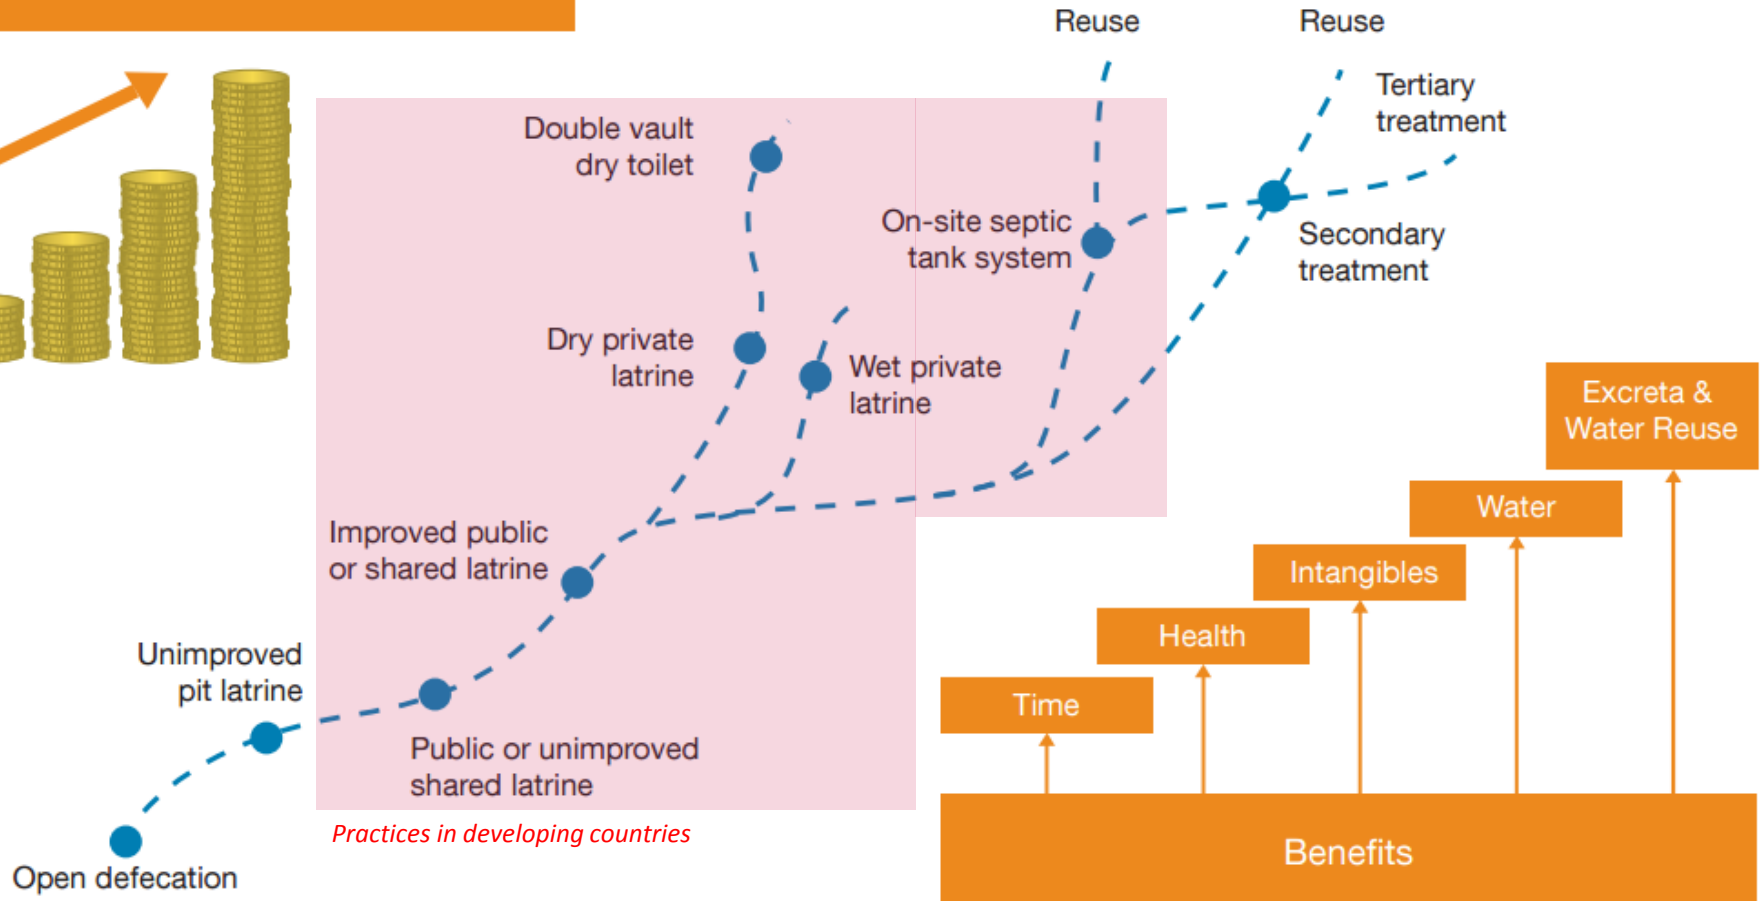 Reuse
Reuse
Tertiary
treatment
Double vault
dry toilet
On-site septic
tank system
Secondary
treatment
Dry private
latrine
Wet private
latrine
Excreta &
Water Reuse
Water
Improved public
or shared latrine
Intangibles
Health
Unimproved
pit latrine
Time
Public or unimproved
shared latrine
Practices in developing countries
Benefits
Open defecation